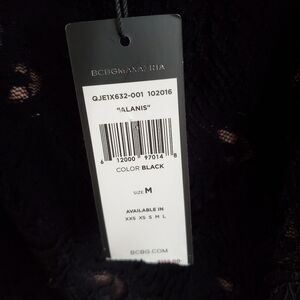 BCBGMAXAZRIA
QJE1X632-001 102016
"ALANIS"
6 12000 97014 8
COLOR BLACK
SIZE M
AVAILABLE IN
XXS XS S M L
BCBG.COM